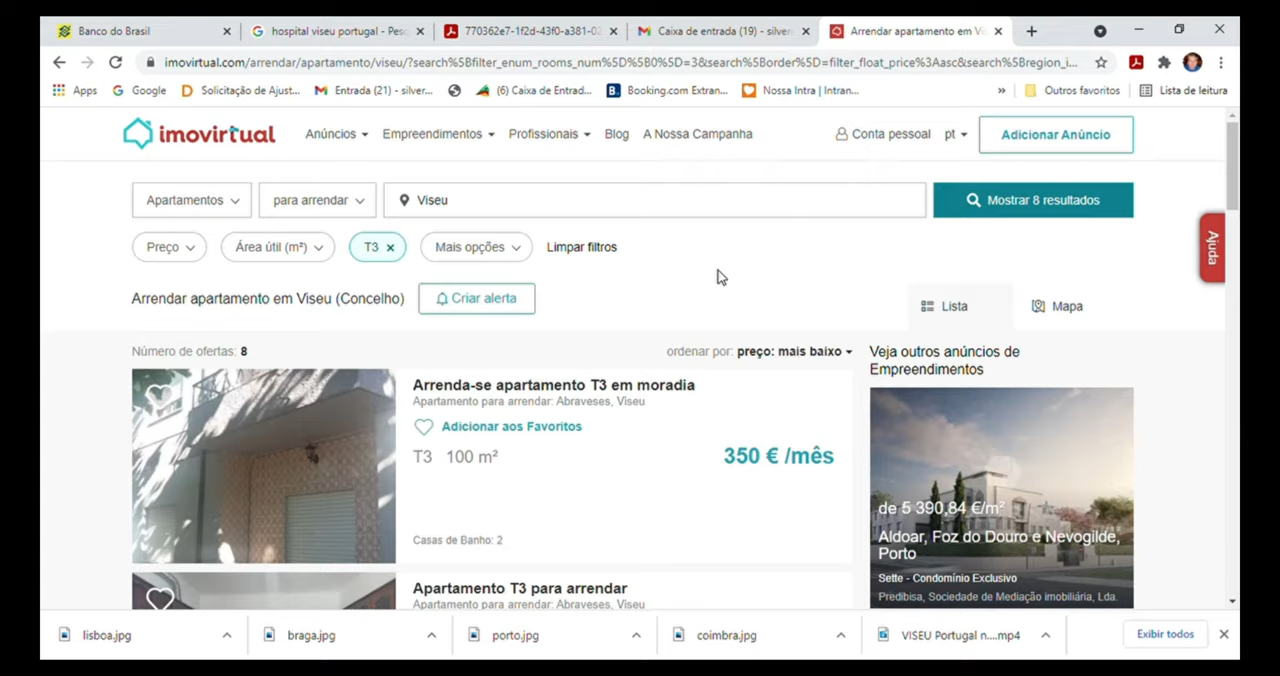 Banco do Brasil
hospital viseu portugal - Pesq
770362e7-1f2d-43f0-a381-02
Caixa de entrada (19) - silver
Arrendar apartamento em Vis
imovirtual.com/arrendar/apartamento/viseu/?search%5Bfilter_enum_rooms_num%5D%5B0%5D=3&search%5Border%5D=filter_float_price%3Aasc&search%5Bregion_i...
Apps
Google
Solicitação de Ajust...
Entrada (21) - silver...
(6) Caixa de Entrad...
Booking.com Extran...
Nossa Intra | Intran...
»
Outros favoritos
Lista de leitura
imovirtual
Anúncios
Empreendimentos
Profissionais
Blog
A Nossa Campanha
Conta pessoal
pt
Adicionar Anúncio
Apartamentos
para arrendar
Viseu
Mostrar 8 resultados
Preço
Área útil (m²)
T3 ×
Mais opções
Limpar filtros
Ajuda
Arrendar apartamento em Viseu (Concelho)
Criar alerta
Lista
Mapa
Número de ofertas: 8
ordenar por: preço: mais baixo
Veja outros anúncios de
Empreendimentos
Arrenda-se apartamento T3 em moradia
Apartamento para arrendar: Abraveses, Viseu
Adicionar aos Favoritos
T3 100 m²
350 € /mês
Casas de Banho: 2
de 5 390,84 €/m²
Aldoar, Foz do Douro e Nevogilde,
Porto
Sette - Condomínio Exclusivo
Predibisa, Sociedade de Mediação imobiliária, Lda.
Apartamento T3 para arrendar
Apartamento para arrendar: Abraveses, Viseu
lisboa.jpg
braga.jpg
porto.jpg
coimbra.jpg
VISEU Portugal n....mp4
Exibir todos